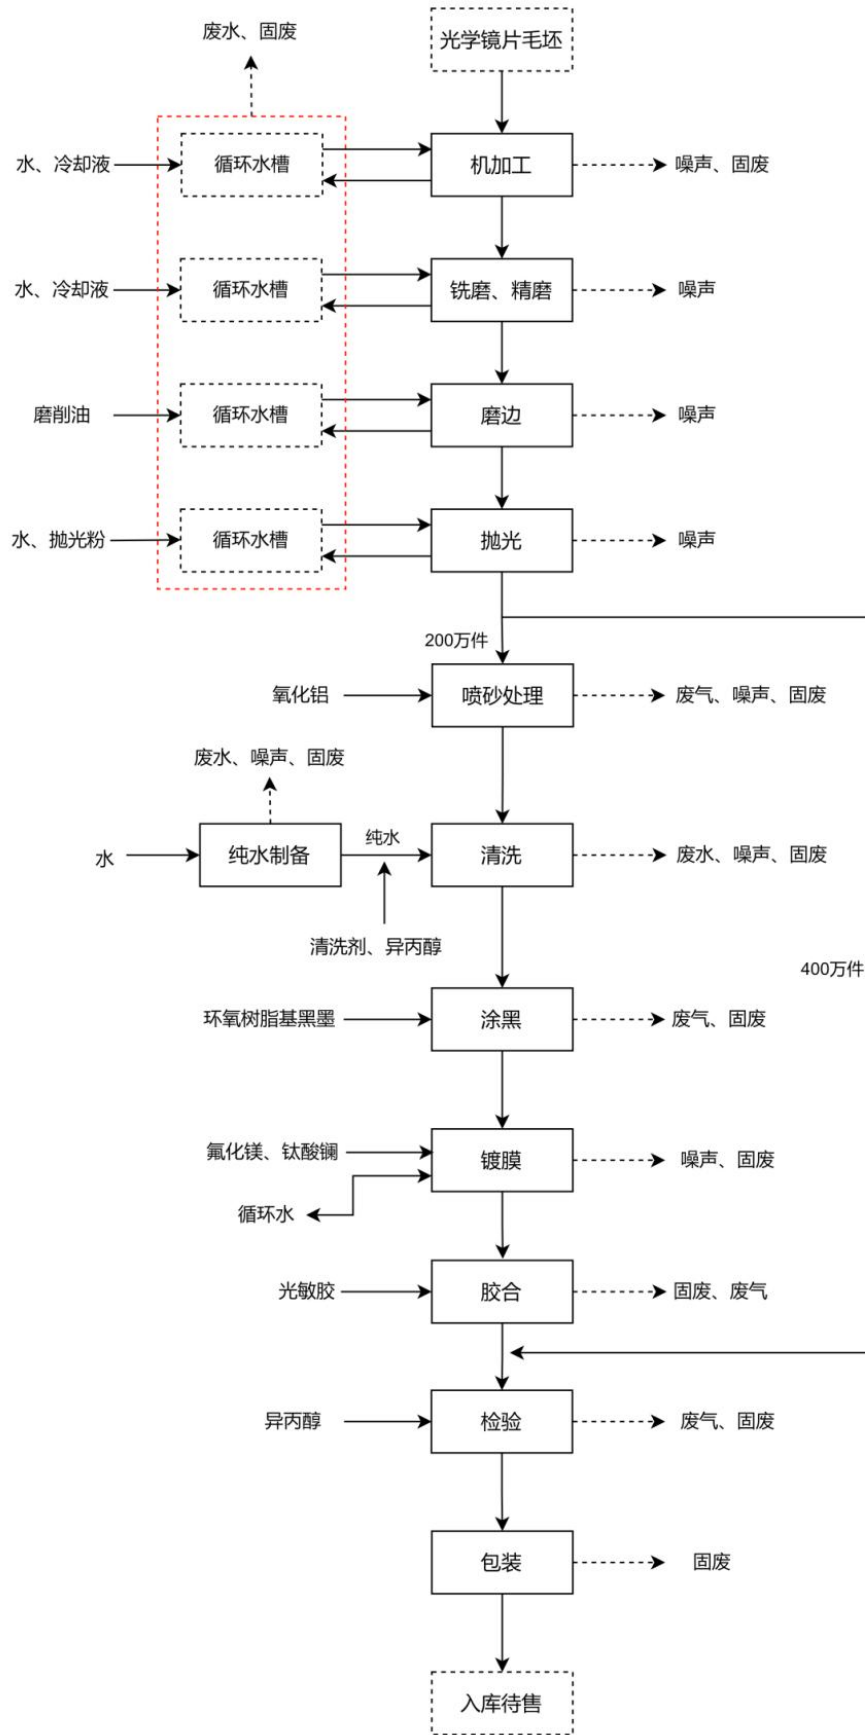 废水、固废
光学镜片毛坯
水、冷却液
循环水槽
机加工
噪声、固废
水、冷却液
循环水槽
铣磨、精磨
噪声
磨削油
循环水槽
磨边
噪声
水、抛光粉
循环水槽
抛光
噪声
200万件
氧化铝
喷砂处理
废气、噪声、固废
废水、噪声、固废
水
纯水制备
纯水
清洗
废水、噪声、固废
清洗剂、异丙醇
400万件
环氧树脂基黑墨
涂黑
废气、固废
氟化镁、钛酸镧
镀膜
噪声、固废
循环水
光敏胶
胶合
固废、废气
异丙醇
检验
废气、固废
包装
固废
入库待售